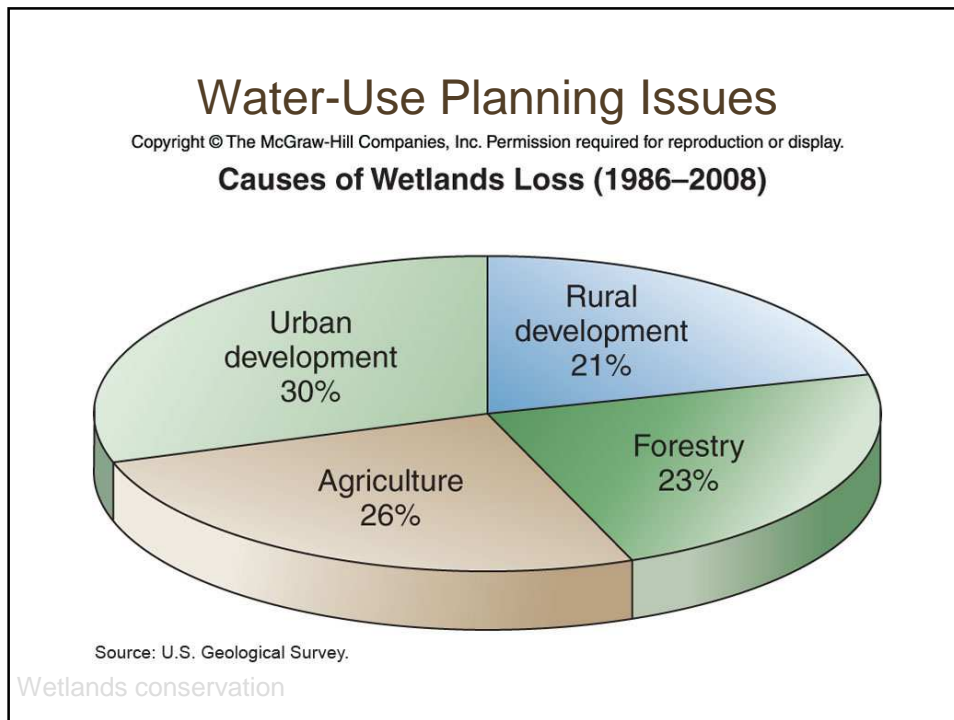 Water-Use Planning Issues
Copyright © The McGraw-Hill Companies, Inc. Permission required for reproduction or display.
Causes of Wetlands Loss (1986–2008)
Urban
development
30%
Rural
development
21%
Agriculture
26%
Forestry
23%
Source: U.S. Geological Survey.
Wetlands conservation